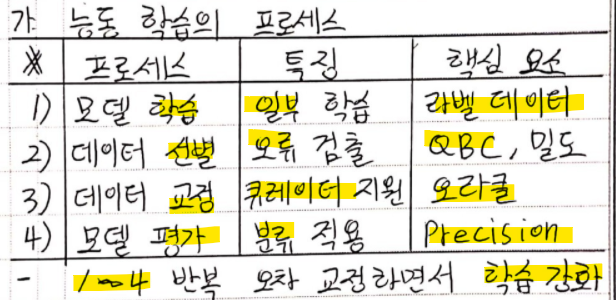 가. 능동 학습의 프로세스
※ 프로세스 특징 핵심 요소
1) 모델 학습 일부 학습 라벨 데이터
2) 데이터 선별 오류 검출 QBC, 밀도
3) 데이터 교정 큐레이터 지원 오라클
4) 모델 평가 분류 적용 Precision
- 1~4 반복 오차 교정하면서 학습 강화